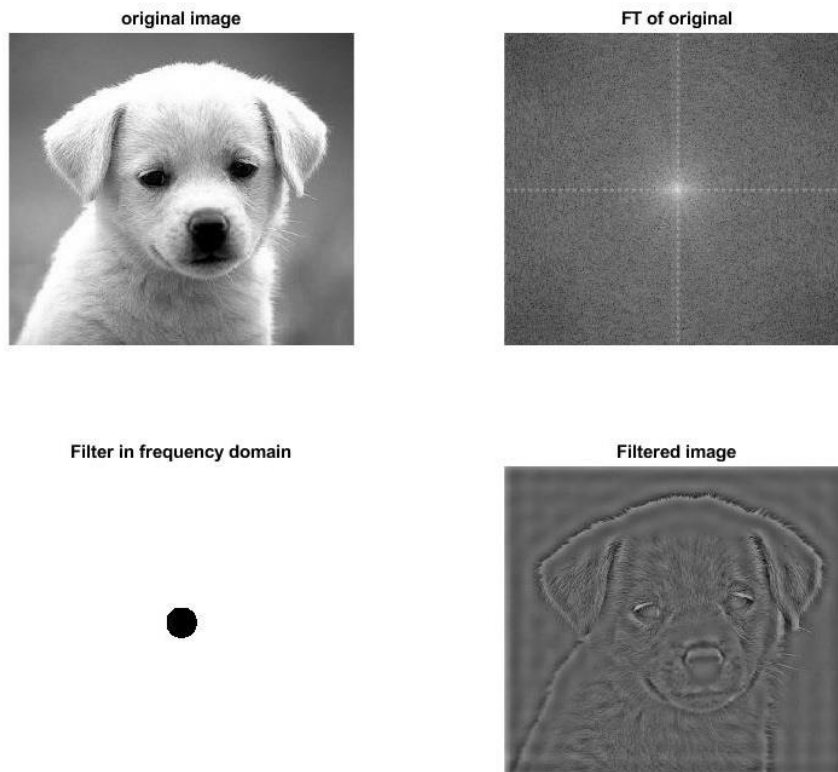 original image
FT of original
Filter in frequency domain
Filtered image